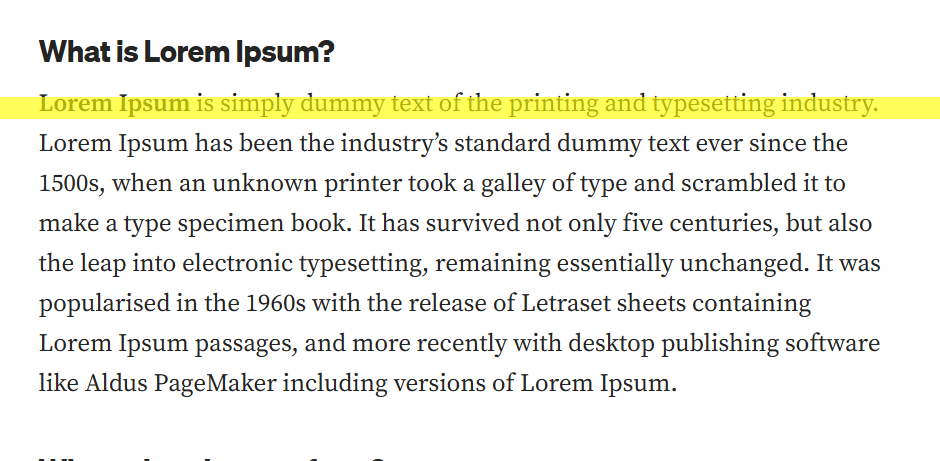 What is Lorem Ipsum?
Lorem Ipsum is simply dummy text of the printing and typesetting industry.
Lorem Ipsum has been the industry’s standard dummy text ever since the
1500s, when an unknown printer took a galley of type and scrambled it to
make a type specimen book. It has survived not only five centuries, but also
the leap into electronic typesetting, remaining essentially unchanged. It was
popularised in the 1960s with the release of Letraset sheets containing
Lorem Ipsum passages, and more recently with desktop publishing software
like Aldus PageMaker including versions of Lorem Ipsum.